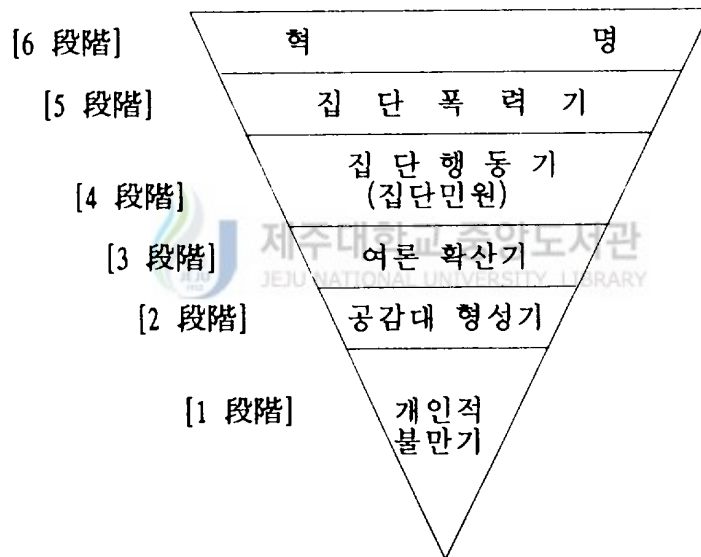 [6 段階] 혁 명
[5 段階] 집 단 폭 력 기
집 단 행 동 기
[4 段階] (집단민원)
제주대학교 중앙도서관
[3 段階] 여론 확산기
JEJU NATIONAL UNIVERSITY LIBRARY
[2 段階] 공감대 형성기
[1 段階] 개인적
불만기